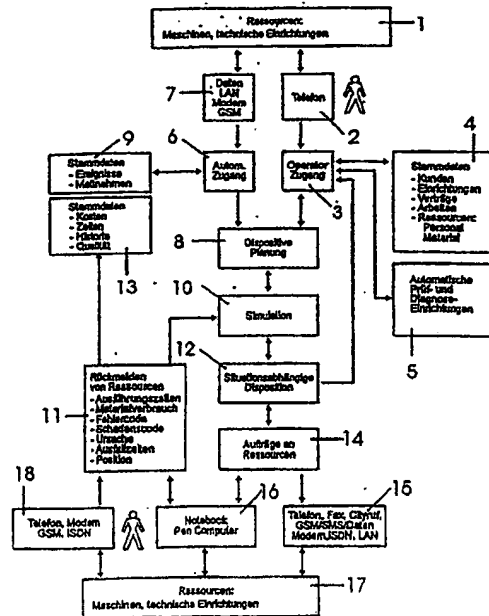 Ressourcen:
Maschinen, technische Einrichtungen
1
7
Daten
LAN
Modem
GSM
Telefon
2
9
6
4
Stammdaten
- Ereignisse
- Maßnahmen
Autom.
Zugang
Operator
Zugang
3
Stammdaten
- Kunden
- Einrichtungen
- Verträge
- Arbeiten
- Ressourcen:
Personal
Material
Stammdaten
- Kosten
- Zeiten
- Historie
- Qualität
13
8
Dispositive
Planung
Automatische
Prüf- und
Diagnose-
Einrichtungen
5
10
Simulation
12
Situationsabhängige
Disposition
11
Rückmelden
von Ressourcen
- Ausführungszeiten
- Materialverbrauch
- Fehlercode
- Schadenscode
- Ursache
- Ausfallzeiten
- Position
Aufträge an
Ressourcen
14
18
Telefon, Modem
GSM, ISDN
16
Notebook
Pen Computer
15
Telefon, Fax, Cityruf,
GSM/SMS/Daten
Modem,ISDN, LAN
Ressourcen:
Maschinen, technische Einrichtungen
17